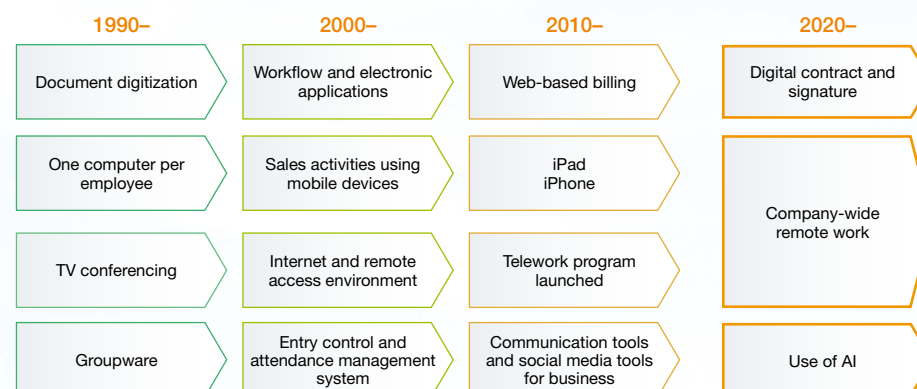 1990–
2000–
2010–
2020–
Document digitization
Workflow and electronic
applications
Web-based billing
Digital contract and
signature
One computer per
employee
Sales activities using
mobile devices
iPad
iPhone
Company-wide
remote work
TV conferencing
Internet and remote
access environment
Telework program
launched
Groupware
Entry control and
attendance management
system
Communication tools
and social media tools
for business
Use of AI